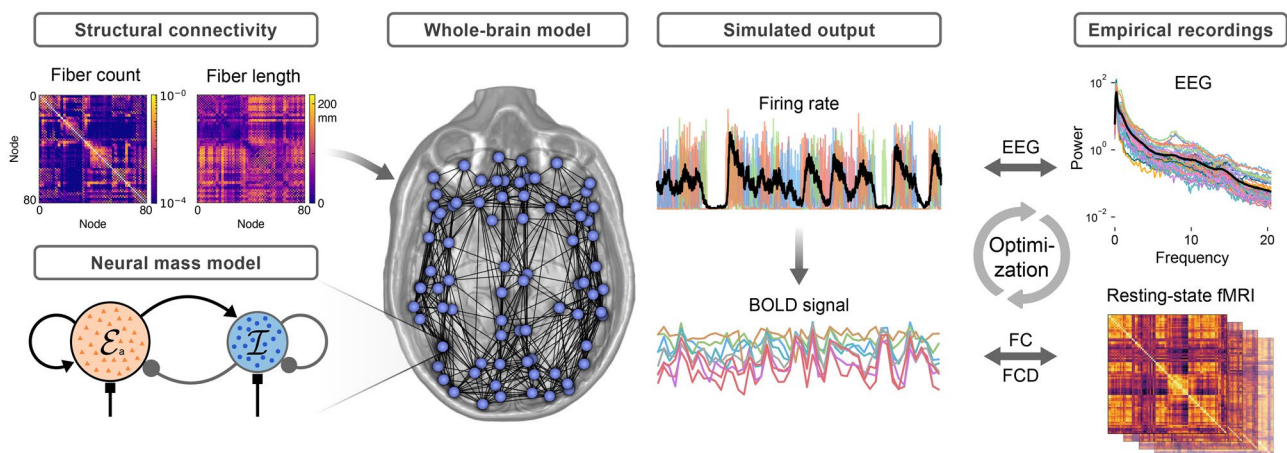 Structural connectivity
Fiber count
Fiber length
0
Node
80
0
80
Node
10⁻⁰
10⁻⁴
0
80
Node
200
mm
0
Neural mass model
ℰₐ
ℐ
Whole-brain model
Simulated output
Firing rate
BOLD signal
EEG
Optimi-
zation
FC
FCD
Empirical recordings
EEG
Power
10²
10⁰
10⁻²
0
10
20
Frequency
Resting-state fMRI